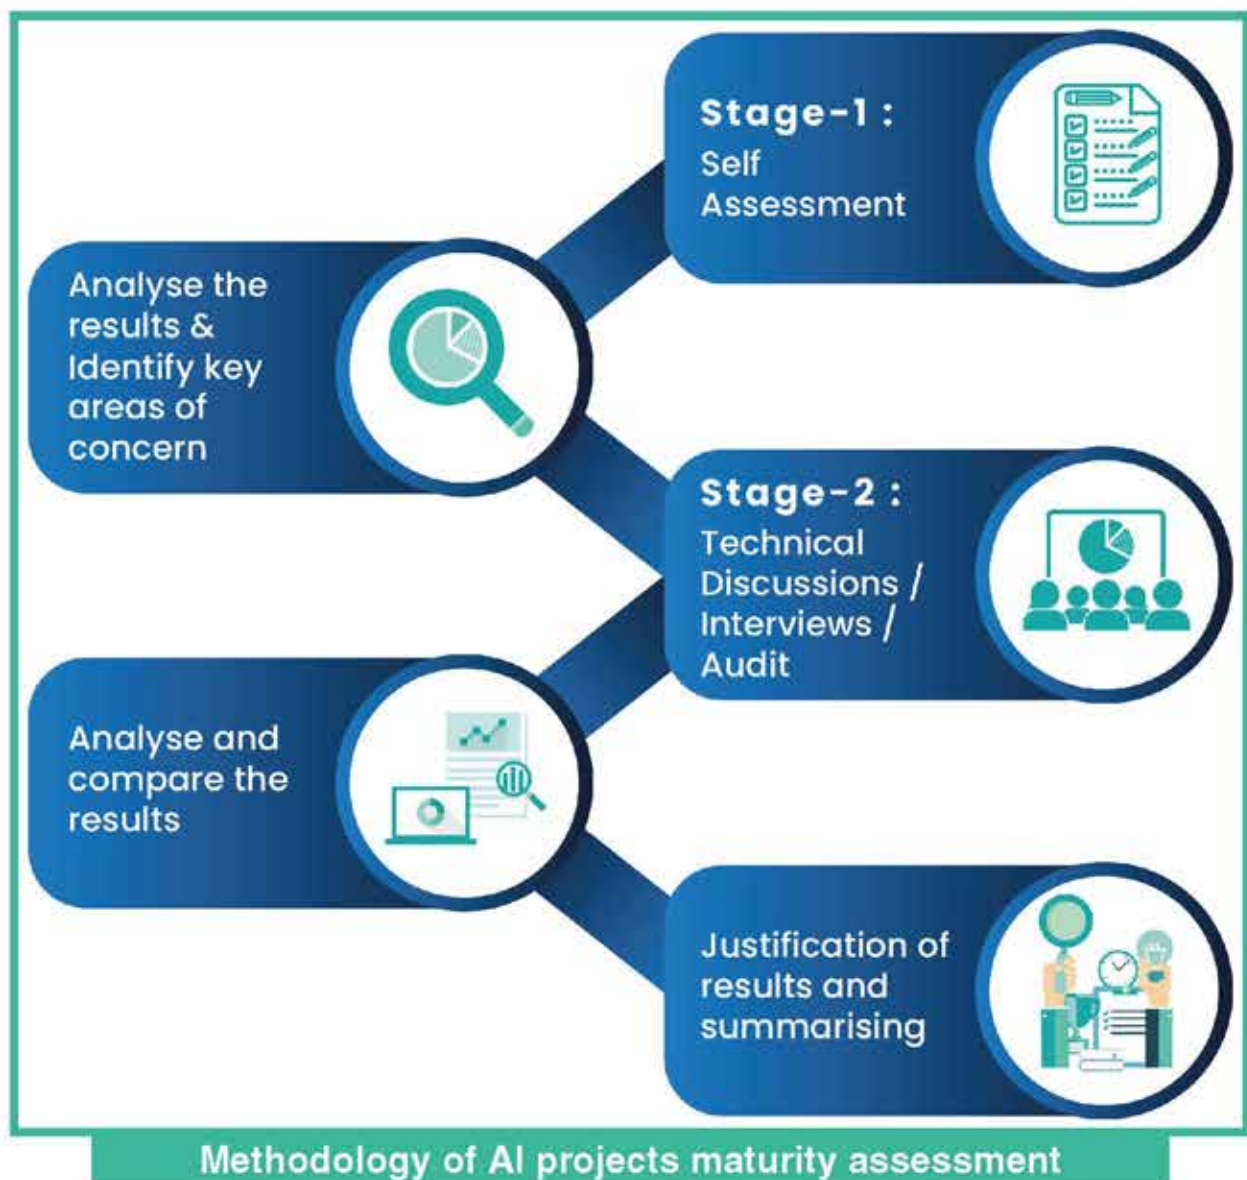 Stage-1 :
Self
Assessment
Analyse the
results &
Identify key
areas of
concern
Stage-2 :
Technical
Discussions /
Interviews /
Audit
Analyse and
compare the
results
Justification of
results and
summarising
Methodology of AI projects maturity assessment